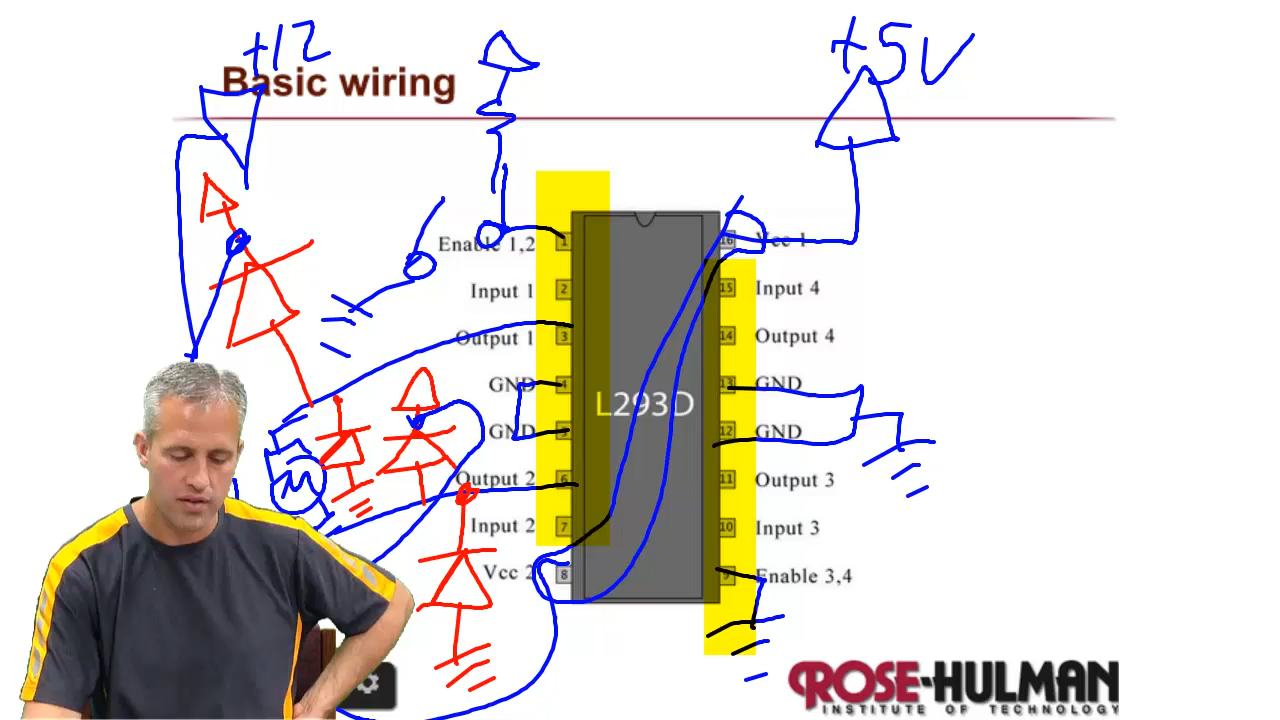 +12
+5V
Basic wiring
Enable 1,2 1 16 Vcc 1
Input 1 2 15 Input 4
Output 1 3 14 Output 4
GND 4 13 GND
L293D
GND 5 12 GND
M
Output 2 6 11 Output 3
Input 2 7 10 Input 3
Vcc 2 8 9 Enable 3,4
ROSE-HULMAN
INSTITUTE OF TECHNOLOGY